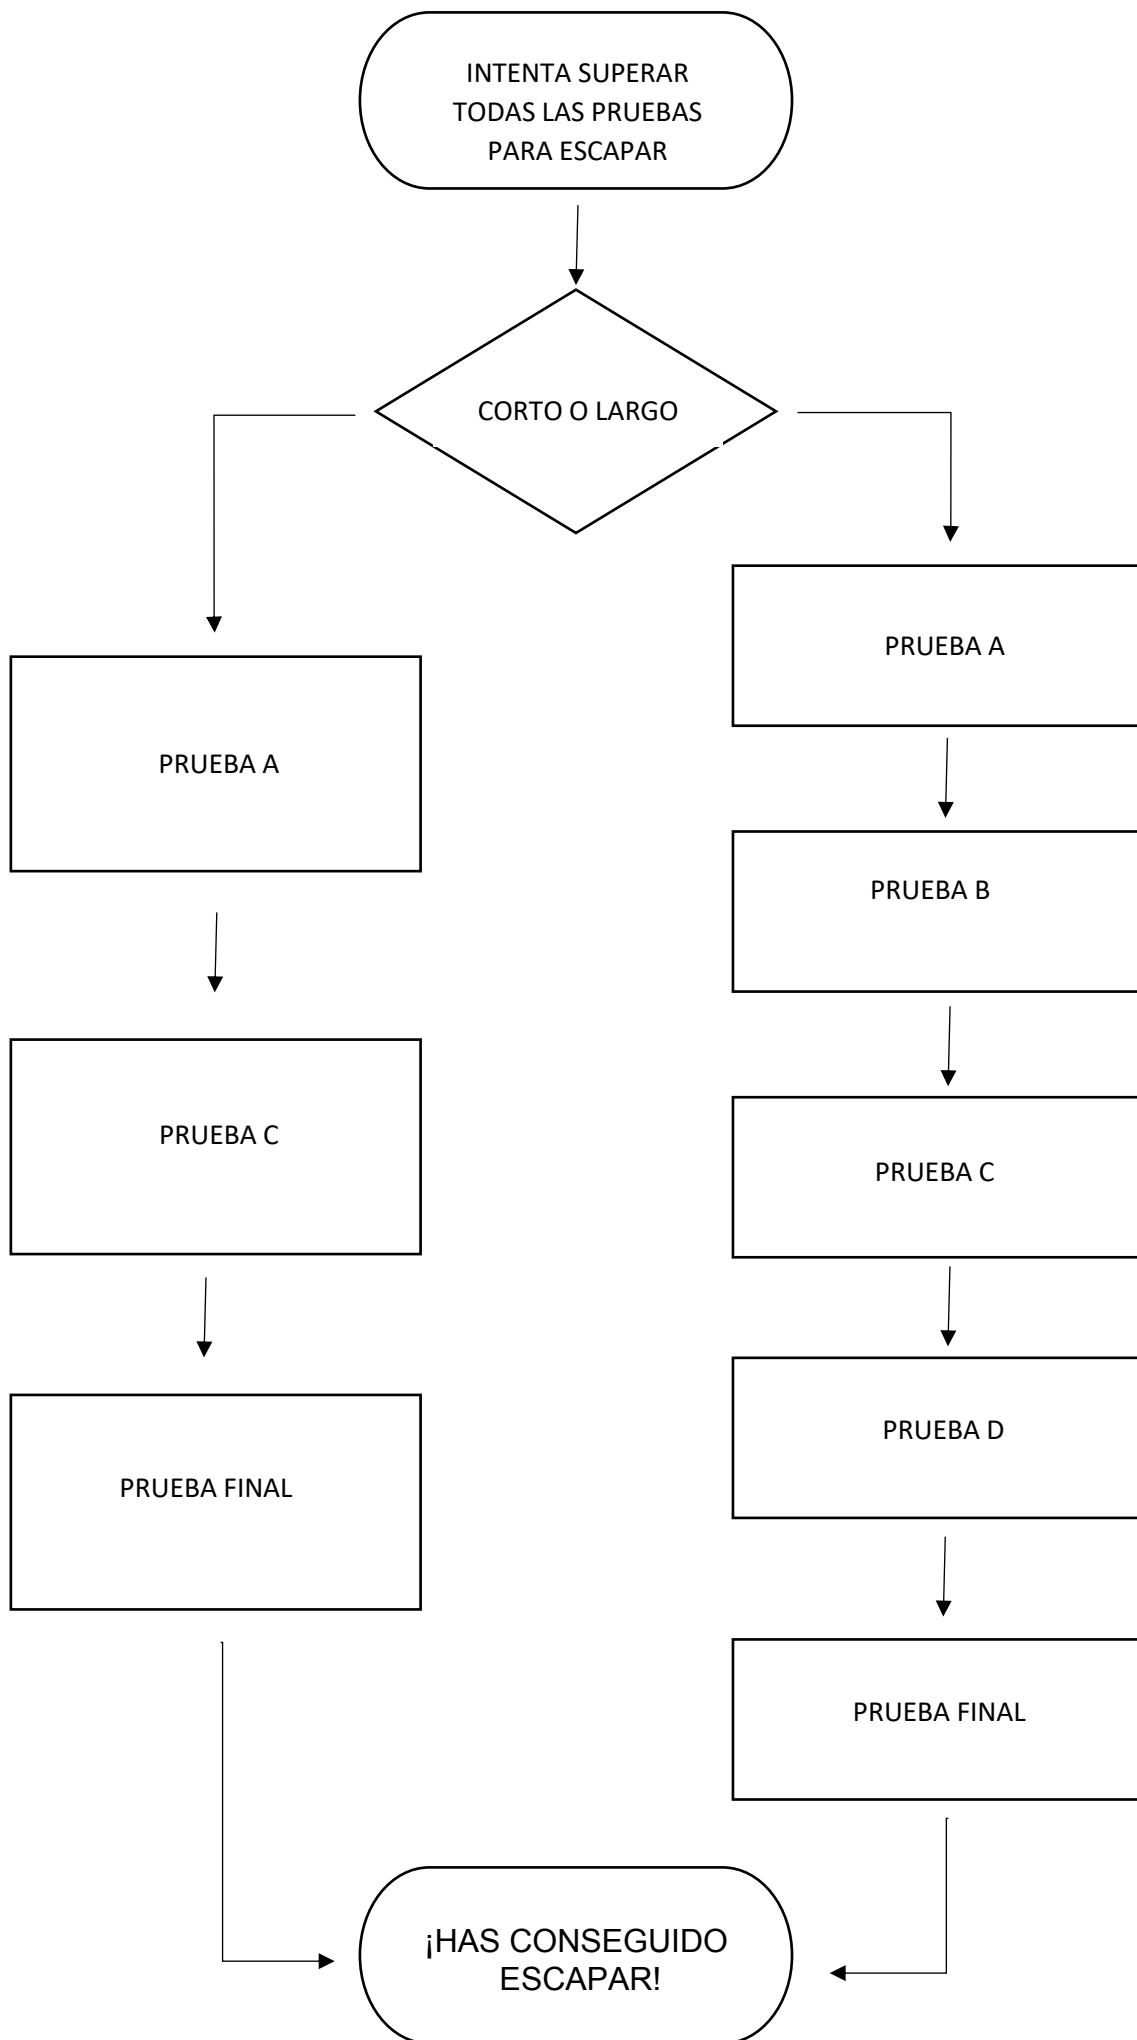 INTENTA SUPERAR
TODAS LAS PRUEBAS
PARA ESCAPAR
CORTO O LARGO
PRUEBA A
PRUEBA C
PRUEBA FINAL
PRUEBA A
PRUEBA B
PRUEBA C
PRUEBA D
PRUEBA FINAL
¡HAS CONSEGUIDO
ESCAPAR!